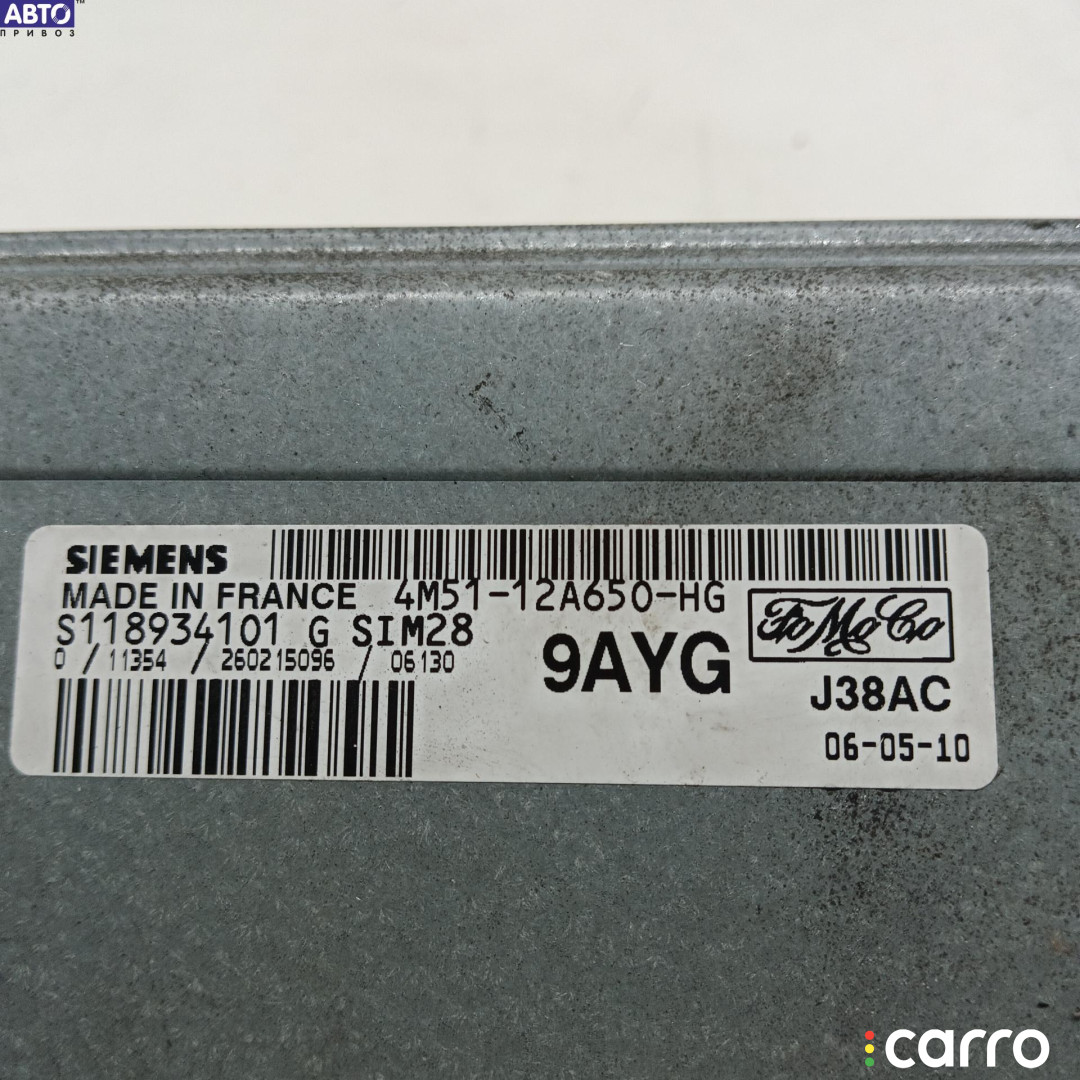 АВТО™
ПРИВОЗ
SIEMENS
MADE IN FRANCE 4M51-12A650-HG
S118934101 G SIM28
0 / 11354 / 260215096 / 06130
9AYG
FoMoCo
J38AC
06-05-10
carro